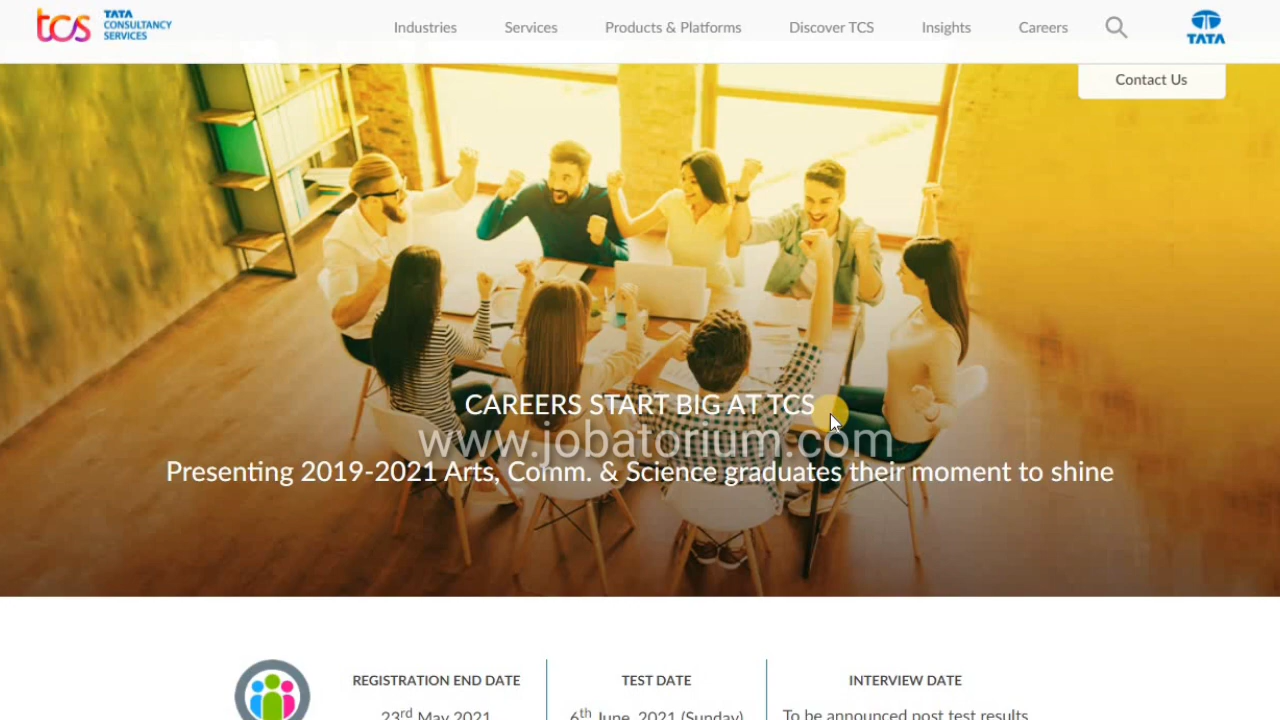 tcs TATA CONSULTANCY SERVICES
Industries Services Products & Platforms Discover TCS Insights Careers
TATA
Contact Us
CAREERS START BIG AT TCS
www.jobatorium.com
Presenting 2019-2021 Arts, Comm. & Science graduates their moment to shine
REGISTRATION END DATE TEST DATE INTERVIEW DATE
23rd May 2021 6th June, 2021 (Sunday) To be announced post test results